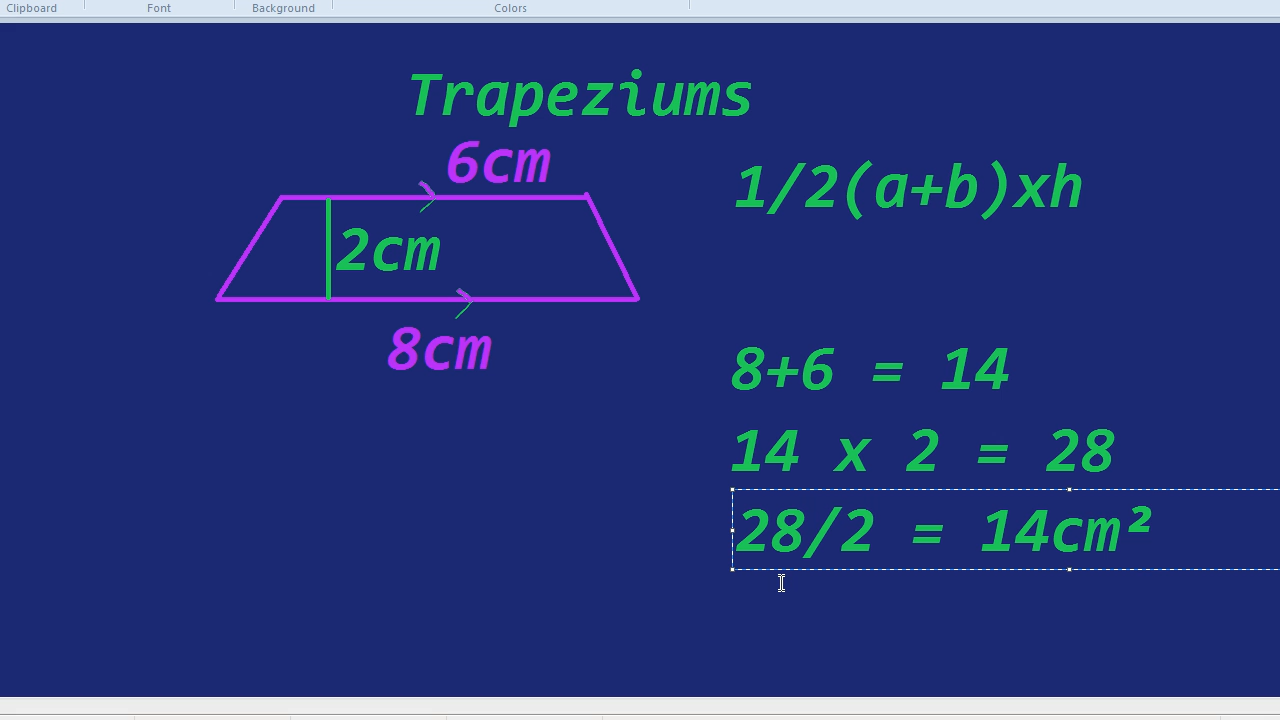 Clipboard Font Background Colors
Trapeziums
6cm
1/2(a+b)xh
2cm
8cm
8+6 = 14
14 x 2 = 28
28/2 = 14cm²